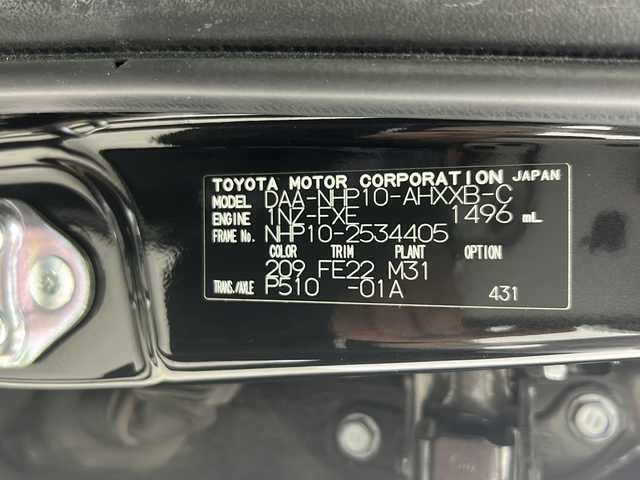 TOYOTA MOTOR CORPORATION JAPAN
MODEL DAA-NHP10-AHXXB-C
ENGINE 1NZ-FXE 1496 mL
FRAME No. NHP10-2534405
COLOR TRIM PLANT OPTION
209 FE22 M31
TRANS./AXLE P510 -01A 431